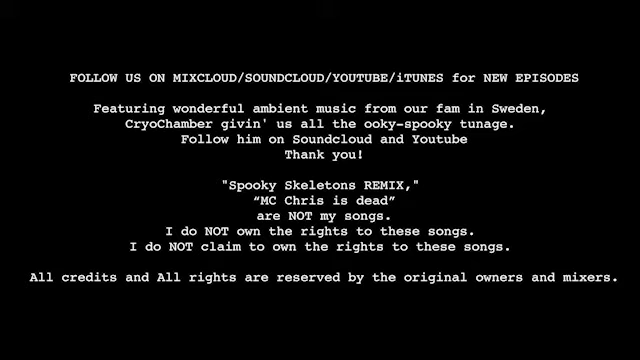 FOLLOW US ON MIXCLOUD/SOUNDCLOUD/YOUTUBE/iTUNES for NEW EPISODES
Featuring wonderful ambient music from our fam in Sweden,
CryoChamber givin' us all the ooky-spooky tunage.
Follow him on Soundcloud and Youtube
Thank you!
"Spooky Skeletons REMIX,"
“MC Chris is dead”
are NOT my songs.
I do NOT own the rights to these songs.
I do NOT claim to own the rights to these songs.
All credits and All rights are reserved by the original owners and mixers.